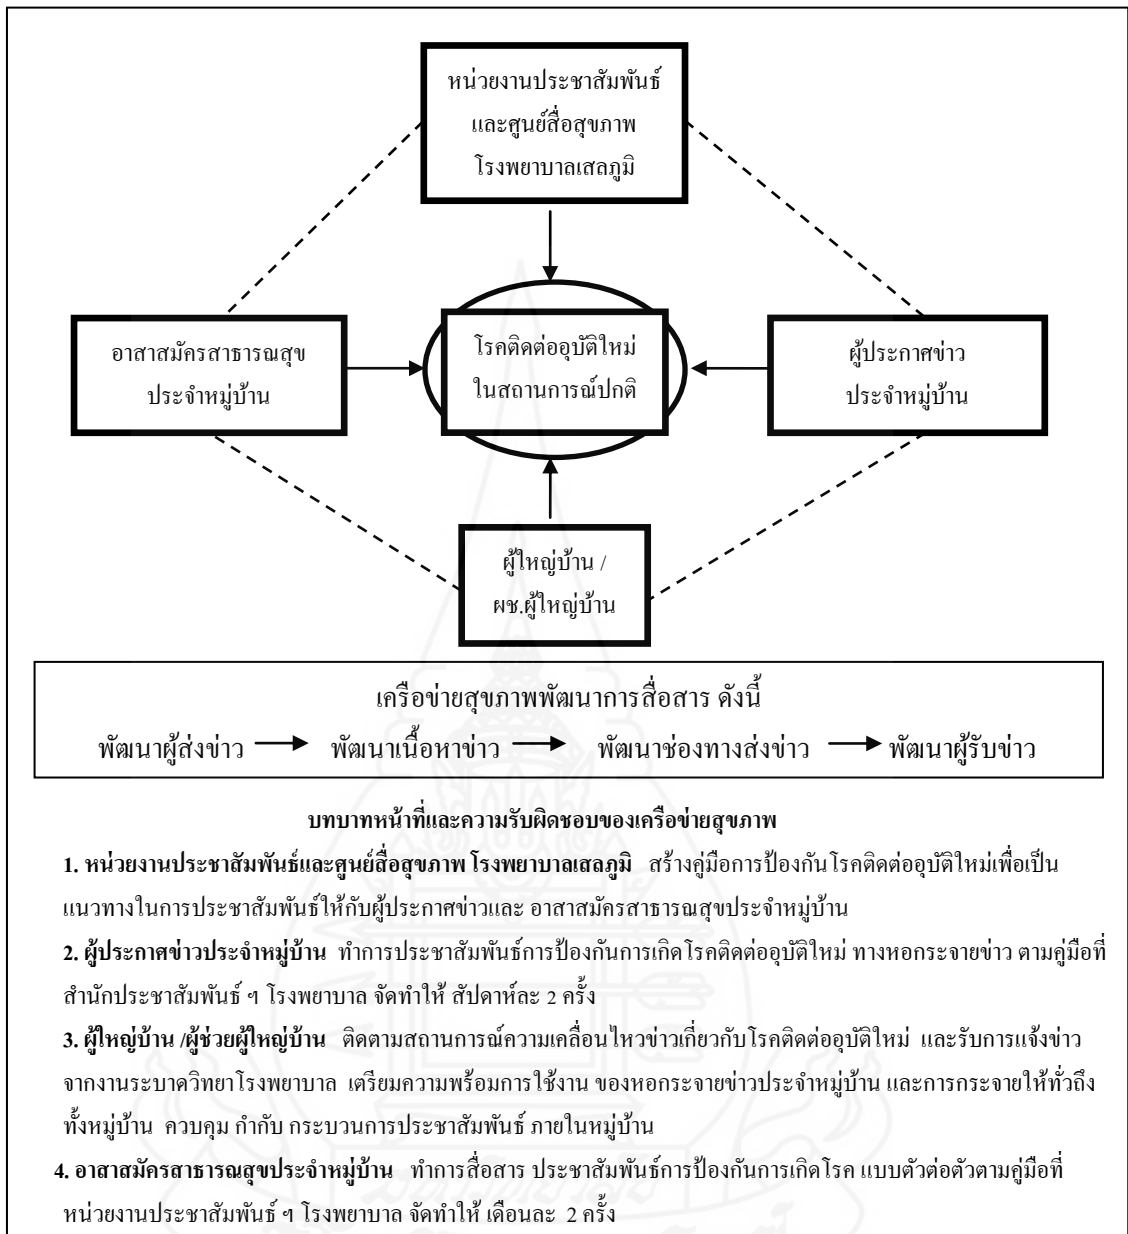 หน่วยงานประชาสัมพันธ์
และศูนย์สื่อสุขภาพ
โรงพยาบาลเสลภูมิ
อาสาสมัครสาธารณสุข
ประจำหมู่บ้าน
โรคติดต่ออุบัติใหม่
ในสถานการณ์ปกติ
ผู้ประกาศข่าว
ประจำหมู่บ้าน
ผู้ใหญ่บ้าน /
ผช.ผู้ใหญ่บ้าน
เครือข่ายสุขภาพพัฒนาการสื่อสาร ดังนี้
พัฒนาผู้ส่งข่าว พัฒนาเนื้อหาข่าว พัฒนาช่องทางส่งข่าว พัฒนาผู้รับข่าว
บทบาทหน้าที่และความรับผิดชอบของเครือข่ายสุขภาพ
1. หน่วยงานประชาสัมพันธ์และศูนย์สื่อสุขภาพ โรงพยาบาลเสลภูมิ สร้างคู่มือการป้องกันโรคติดต่ออุบัติใหม่เพื่อเป็น
แนวทางในการประชาสัมพันธ์ให้กับผู้ประกาศข่าวและ อาสาสมัครสาธารณสุขประจำหมู่บ้าน
2. ผู้ประกาศข่าวประจำหมู่บ้าน ทำการประชาสัมพันธ์การป้องกันการเกิดโรคติดต่ออุบัติใหม่ ทางหอกระจายข่าว ตามคู่มือที่
สำนักประชาสัมพันธ์ ฯ โรงพยาบาล จัดทำให้ สัปดาห์ละ 2 ครั้ง
3. ผู้ใหญ่บ้าน /ผู้ช่วยผู้ใหญ่บ้าน ติดตามสถานการณ์ความเคลื่อนไหวข่าวเกี่ยวกับโรคติดต่ออุบัติใหม่ และรับการแจ้งข่าว
จากงานระบาดวิทยาโรงพยาบาล เตรียมความพร้อมการใช้งาน ของหอกระจายข่าวประจำหมู่บ้าน และการกระจายให้ทั่วถึง
ทั้งหมู่บ้าน ควบคุม กำกับ กระบวนการประชาสัมพันธ์ ภายในหมู่บ้าน
4. อาสาสมัครสาธารณสุขประจำหมู่บ้าน ทำการสื่อสาร ประชาสัมพันธ์การป้องกันการเกิดโรค แบบตัวต่อตัวตามคู่มือที่
หน่วยงานประชาสัมพันธ์ ฯ โรงพยาบาล จัดทำให้ เดือนละ 2 ครั้ง